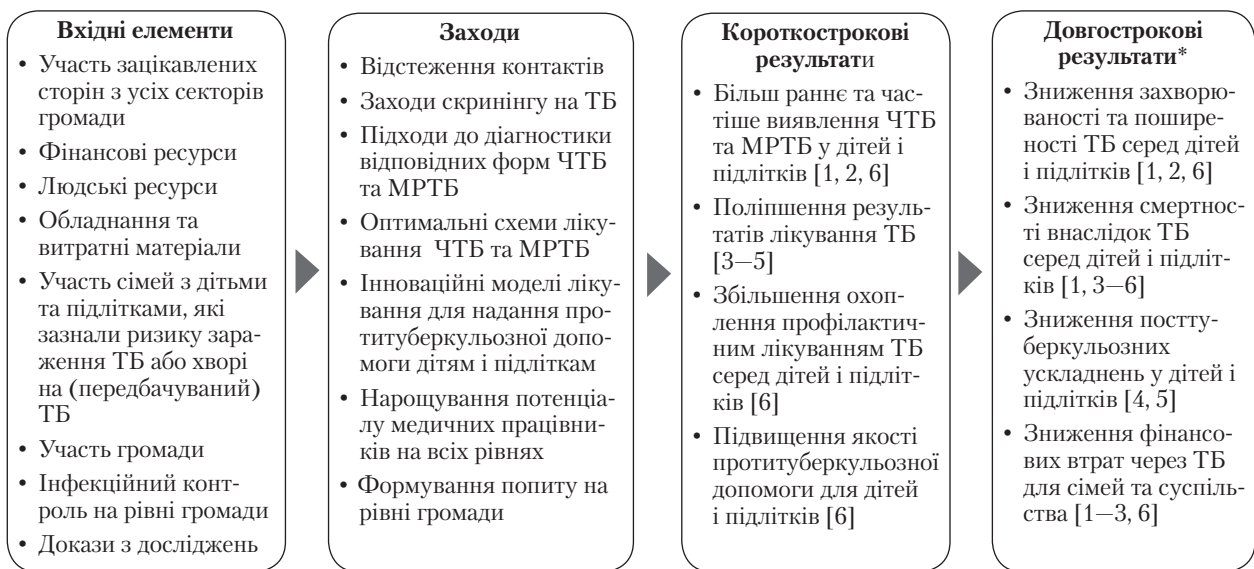 Вхідні елементи
• Участь зацікавлених
сторін з усіх секторів
громади
• Фінансові ресурси
• Людські ресурси
• Обладнання та
витратні матеріали
• Участь сімей з дітьми
та підлітками, які
зазнали ризику зара-
ження ТБ або хворі
на (передбачуваний)
ТБ
• Участь громади
• Інфекційний конт-
роль на рівні громади
• Докази з досліджень
Заходи
• Відстеження контактів
• Заходи скринінгу на ТБ
• Підходи до діагностики
відповідних форм ЧТБ
та МРТБ
• Оптимальні схеми ліку-
вання ЧТБ та МРТБ
• Інноваційні моделі ліку-
вання для надання про-
титуберкульозної допо-
моги дітям і підліткам
• Нарощування потенціа-
лу медичних працівни-
ків на всіх рівнях
• Формування попиту на
рівні громади
Короткострокові
результати
• Більш раннє та час-
тіше виявлення ЧТБ
та МРТБ у дітей і
підлітків [1, 2, 6]
• Поліпшення резуль-
татів лікування ТБ
[3—5]
• Збільшення охоп-
лення профілактич-
ним лікуванням ТБ
серед дітей і підліт-
ків [6]
• Підвищення якості
протитуберкульозної
допомоги для дітей
і підлітків [6]
Довгострокові
результати*
• Зниження захворю-
ваності та пошире-
ності ТБ серед дітей
і підлітків [1, 2, 6]
• Зниження смертнос-
ті внаслідок ТБ
серед дітей і підліт-
ків [1, 3—6]
• Зниження постту-
беркульозних
ускладнень у дітей і
підлітків [4, 5]
• Зниження фінансо-
вих втрат через ТБ
для сімей та суспіль-
ства [1—3, 6]